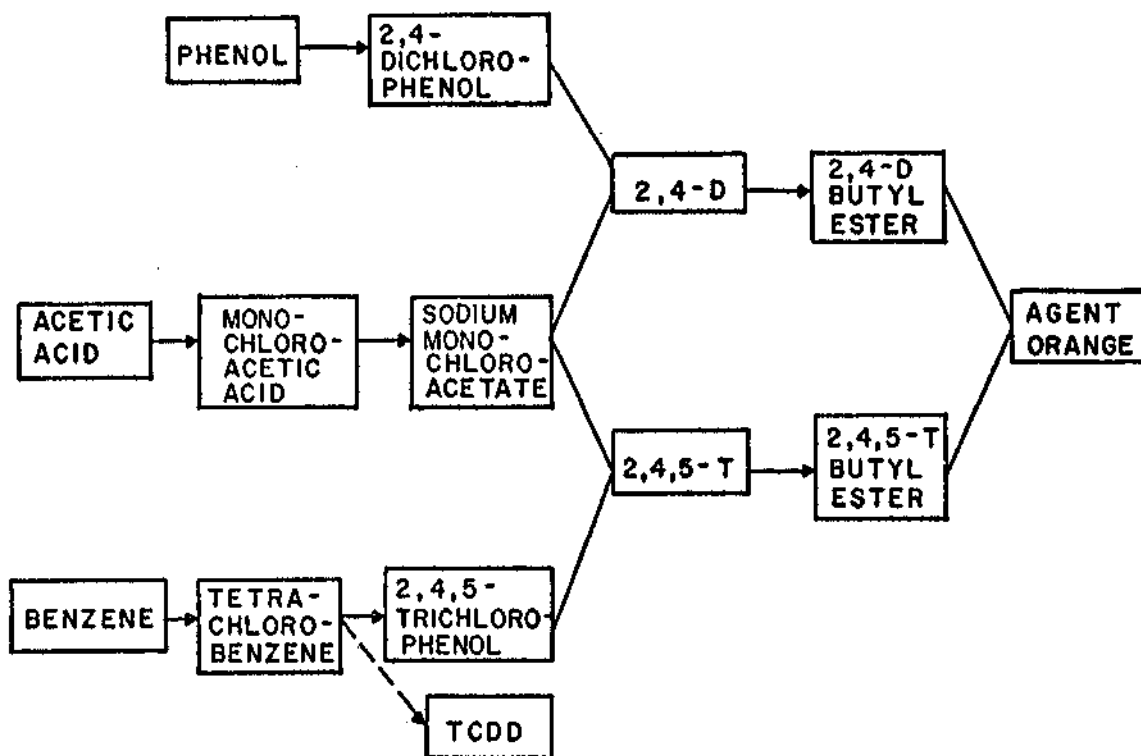 PHENOL
2,4-
DICHLORO-
PHENOL
2,4-D
2,4-D
BUTYL
ESTER
ACETIC
ACID
MONO-
CHLORO-
ACETIC
ACID
SODIUM
MONO-
CHLORO-
ACETATE
AGENT
ORANGE
2,4,5-T
2,4,5-T
BUTYL
ESTER
BENZENE
TETRA-
CHLORO-
BENZENE
2,4,5-
TRICHLORO-
PHENOL
TCDD